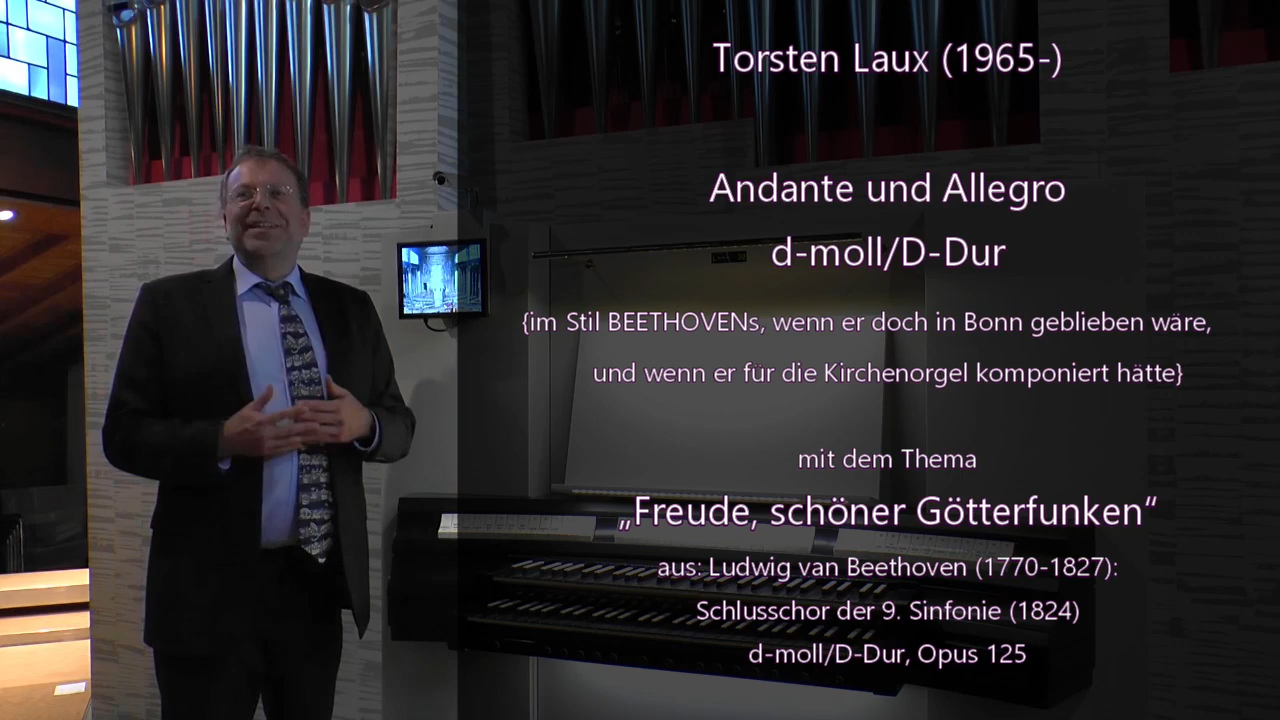 Torsten Laux (1965-)
Andante und Allegro
d-moll/D-Dur
{im Stil BEETHOVENs, wenn er doch in Bonn geblieben wäre,
und wenn er für die Kirchenorgel komponiert hätte}
mit dem Thema
„Freude, schöner Götterfunken“
aus: Ludwig van Beethoven (1770-1827):
Schlusschor der 9. Sinfonie (1824)
d-moll/D-Dur, Opus 125